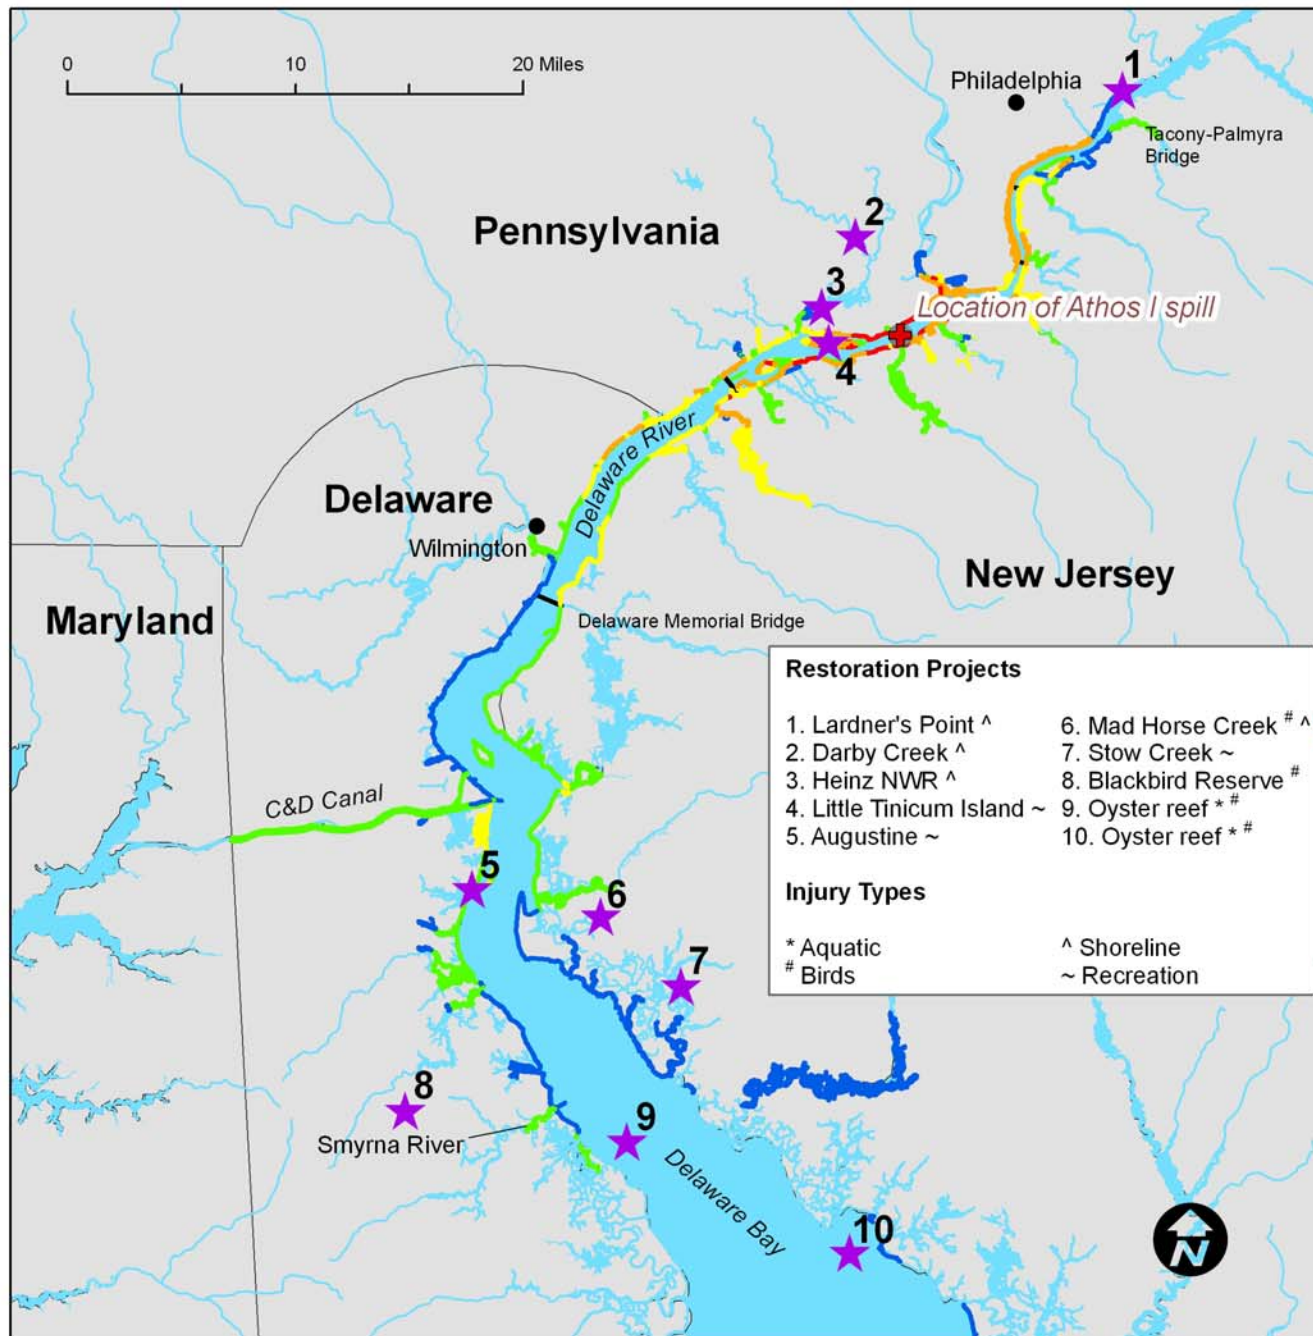 0 10 20 Miles
1
Philadelphia
Tacony-Palmyra
Bridge
2
Pennsylvania
3
Location of Athos I spill
4
Delaware River
Delaware
Wilmington
New Jersey
Maryland
Delaware Memorial Bridge
Restoration Projects
1. Lardner's Point ^
2. Darby Creek ^
3. Heinz NWR ^
4. Little Tinicum Island ~
5. Augustine ~
6. Mad Horse Creek # ^
7. Stow Creek ~
8. Blackbird Reserve #
9. Oyster reef * #
10. Oyster reef * #
Injury Types
* Aquatic
# Birds
^ Shoreline
~ Recreation
C&D Canal
5
6
7
8
Smyrna River
9
Delaware Bay
10
N